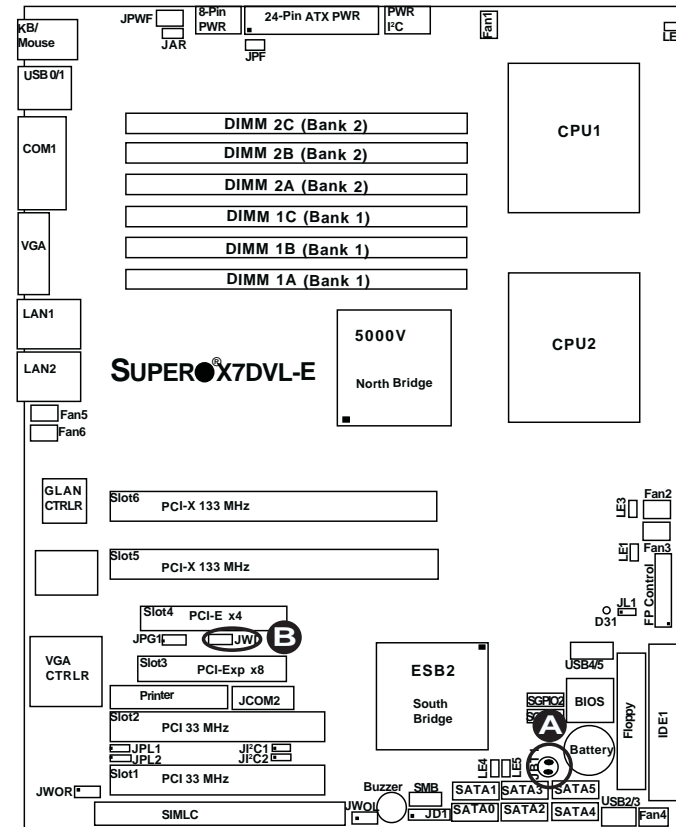 JPWF
8-Pin
PWR
24-Pin ATX PWR
PWR
I²C
Fan1
KB/
Mouse
JAR
JPF
LE
USB 0/1
COM1
VGA
LAN1
LAN2
Fan5
Fan6
DIMM 2C (Bank 2)
DIMM 2B (Bank 2)
DIMM 2A (Bank 2)
DIMM 1C (Bank 1)
DIMM 1B (Bank 1)
DIMM 1A (Bank 1)
CPU1
CPU2
5000V
North Bridge
SUPER●®X7DVL-E
GLAN
CTRLR
Slot6
PCI-X 133 MHz
Slot5
PCI-X 133 MHz
LE3
Fan2
Fan3
LE1
FP Control
JL1
D31
Slot4
PCI-E x4
JPG1
JWD
B
Slot3
PCI-Exp x8
VGA
CTRLR
Printer
JCOM2
Slot2
PCI 33 MHz
JPL1
JPL2
JI²C1
JI²C2
Slot1
PCI 33 MHz
JWOR
SIMLC
ESB2
South
Bridge
USB4/5
SGPIO2
BIOS
A
Battery
Floppy
IDE1
LE4
LE5
Buzzer
SMB
JWOL
JD1
SATA1
SATA3
SATA5
SATA0
SATA2
SATA4
USB2/3
Fan4